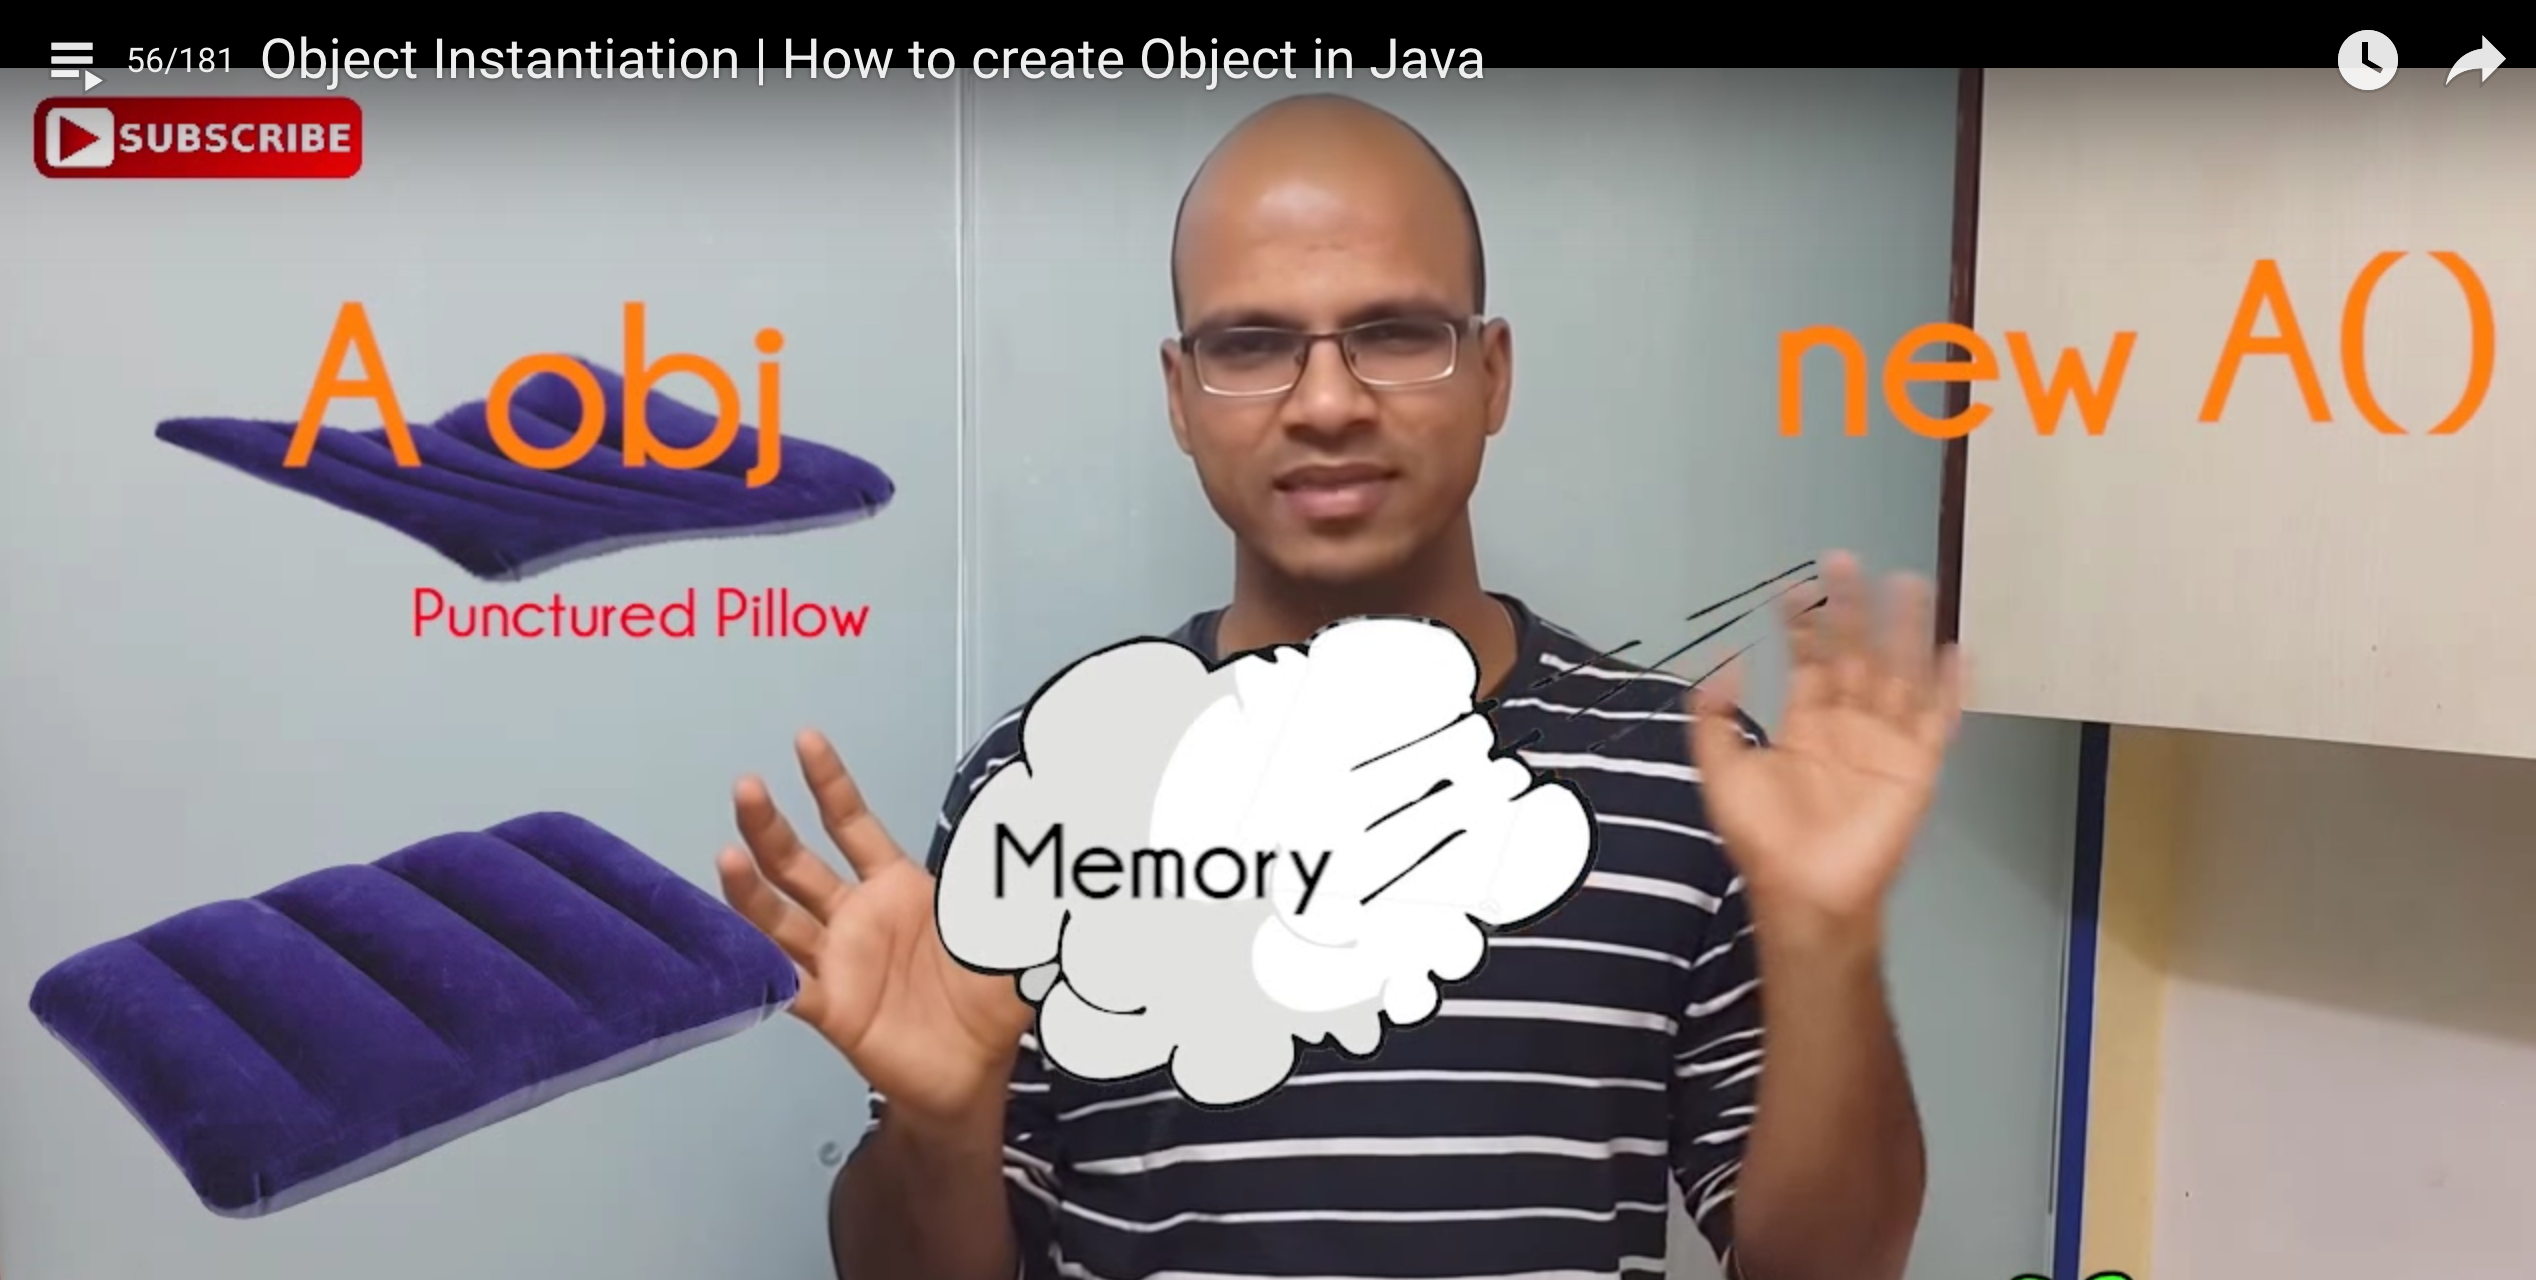 56/181 Object Instantiation | How to create Object in Java
SUBSCRIBE
A obj
new A()
Punctured Pillow
Memory